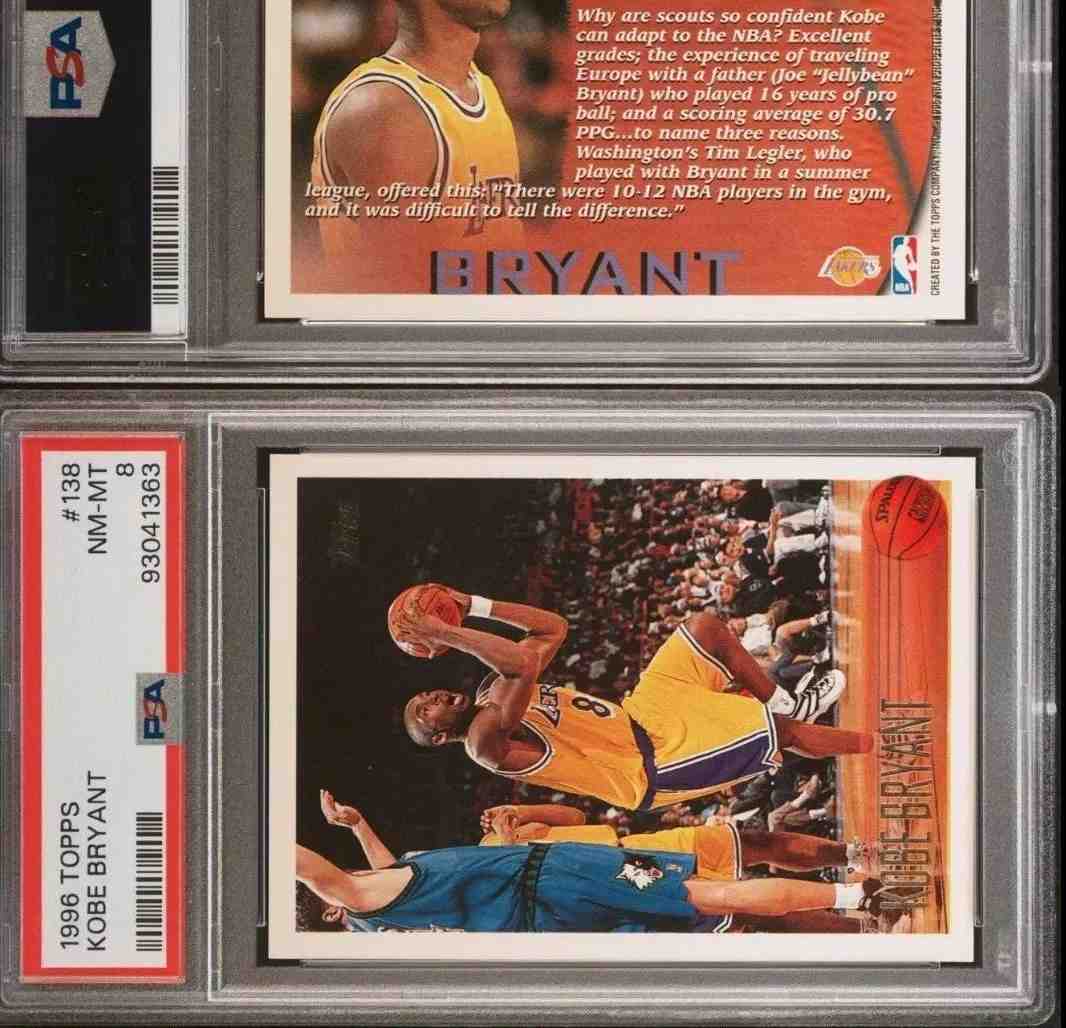 PSA
Why are scouts so confident Kobe
can adapt to the NBA? Excellent
grades; the experience of traveling
Europe with a father (Joe "Jellybean"
Bryant) who played 16 years of pro
ball; and a scoring average of 30.7
PPG...to name three reasons.
Washington's Tim Legler, who
played with Bryant in a summer
league, offered this: "There were 10-12 NBA players in the gym,
and it was difficult to tell the difference."
BRYANT
LAKERS
NBA
CREATED BY THE TOPPS COMPANY, INC.
1996 TOPPS
KOBE BRYANT
#138
NM-MT
8
93041363
PSA
8
SPALDING
KOBE BRYANT